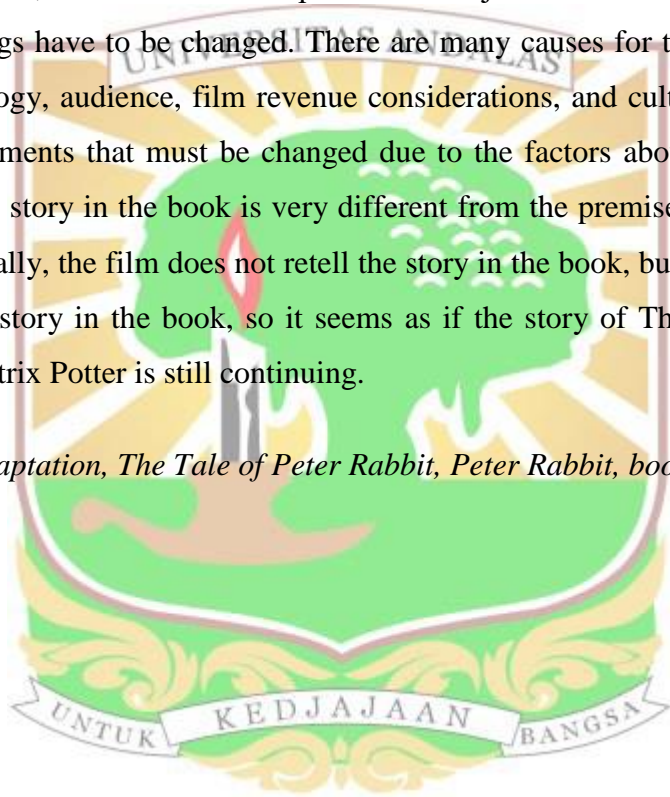 gs have to be changed. There are many causes for t
UNIVERSITAS ANDALAS
ogy, audience, film revenue considerations, and cult
ments that must be changed due to the factors abo
story in the book is very different from the premise
ally, the film does not retell the story in the book, bu
story in the book, so it seems as if the story of Th
trix Potter is still continuing.
aptation, The Tale of Peter Rabbit, Peter Rabbit, boo
UNTUK KEDJAJAAN BANGSA